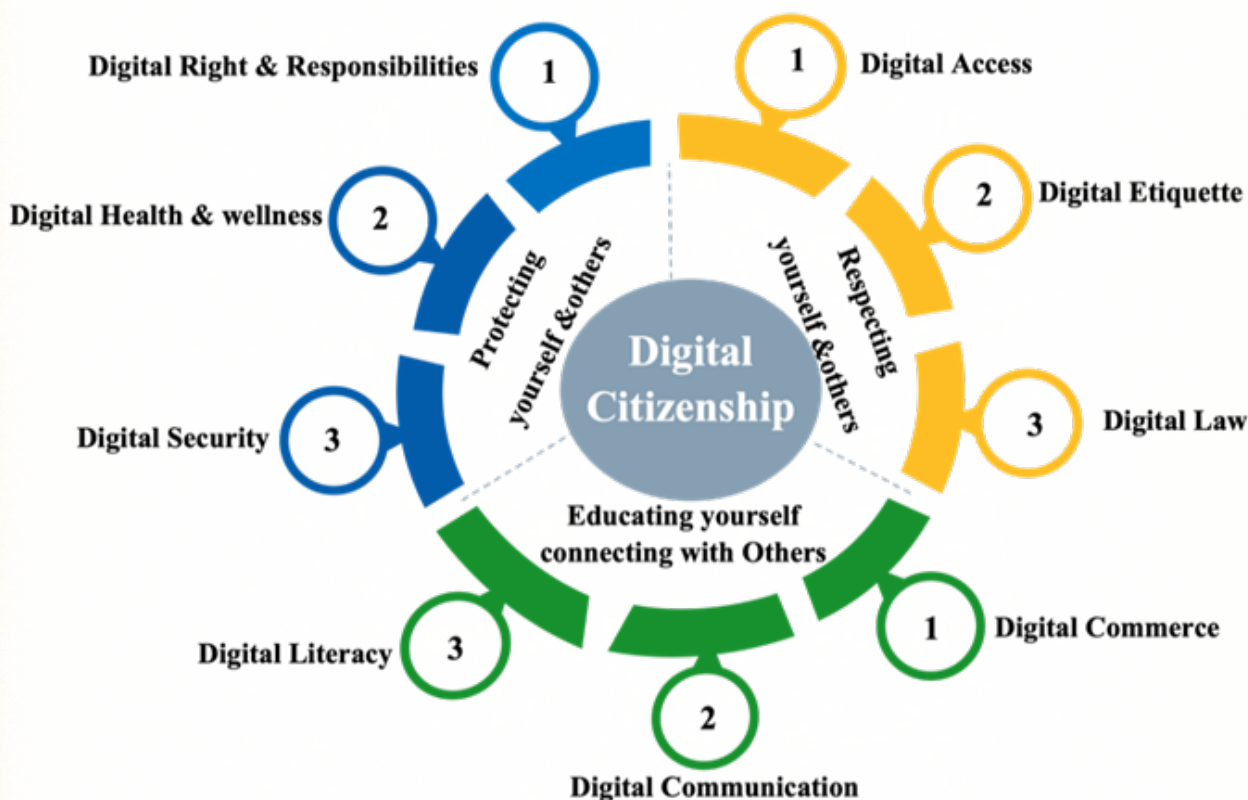 Digital Right & Responsibilities
1
1
Digital Access
Digital Health & wellness
2
2
Digital Etiquette
Protecting
yourself &others
Respecting
yourself &others
Digital
Citizenship
Digital Security
3
3
Digital Law
Educating yourself
connecting with Others
Digital Literacy
3
1
Digital Commerce
2
Digital Communication